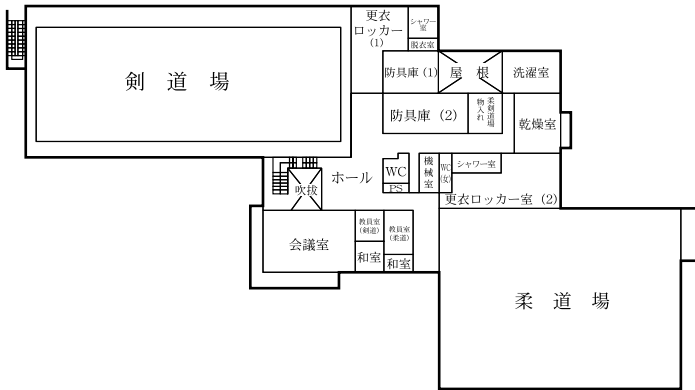 更衣
ロッカー
(1)
シャワー
室
脱衣室
剣道場
防具庫(1)
屋根
洗濯室
防具庫(2)
柔剣道場
物入れ
乾燥室
ホール
WC
PS
機械室
WC
(女)
シャワー室
吹抜
更衣ロッカー室(2)
教員室
(剣道)
教員室
(柔道)
会議室
和室
和室
柔道場